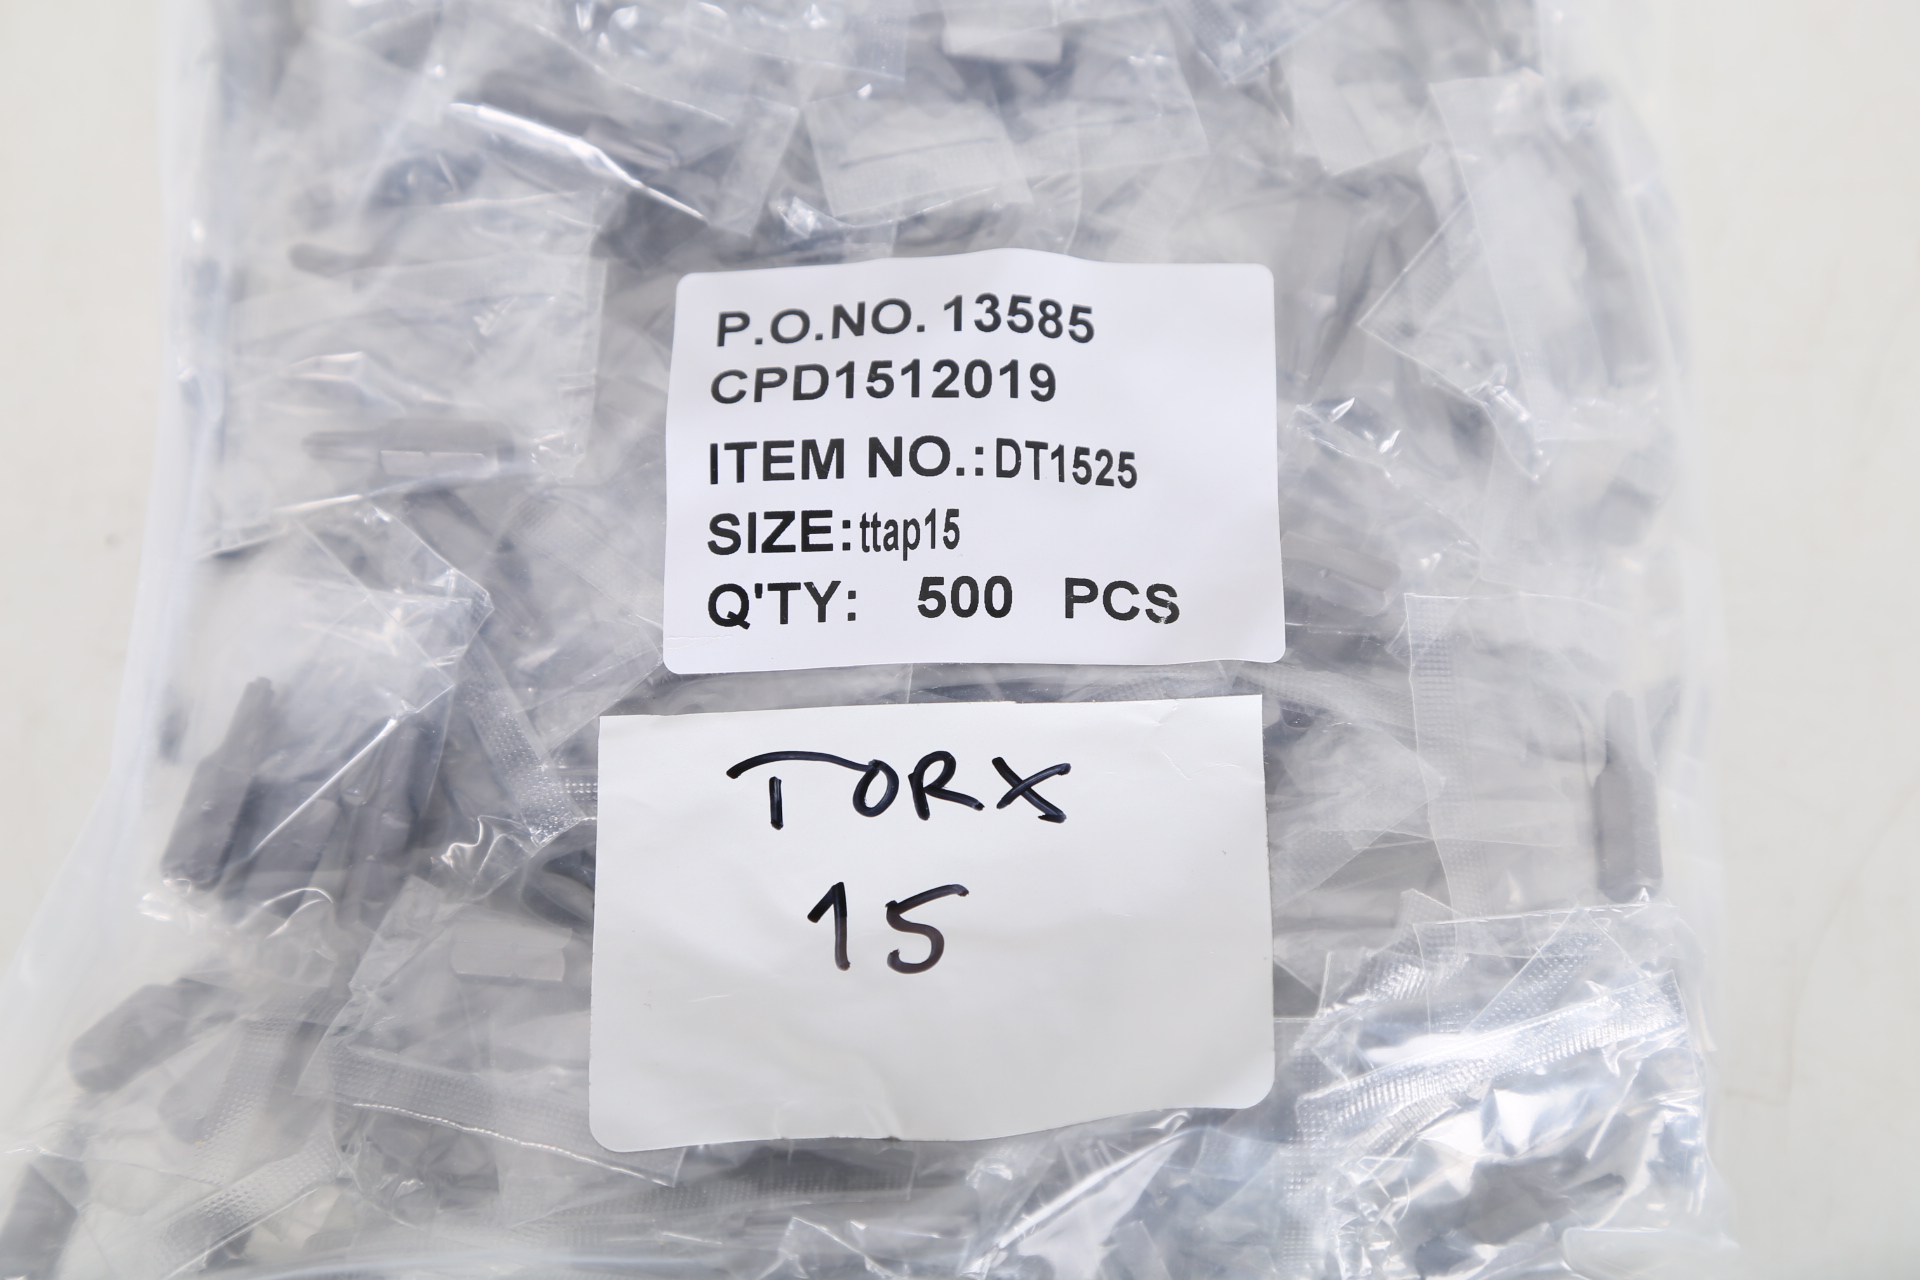 P.O.NO. 13585
CPD1512019
ITEM NO.:DT1525
SIZE:ttap15
Q'TY: 500 PCS
TORX
15